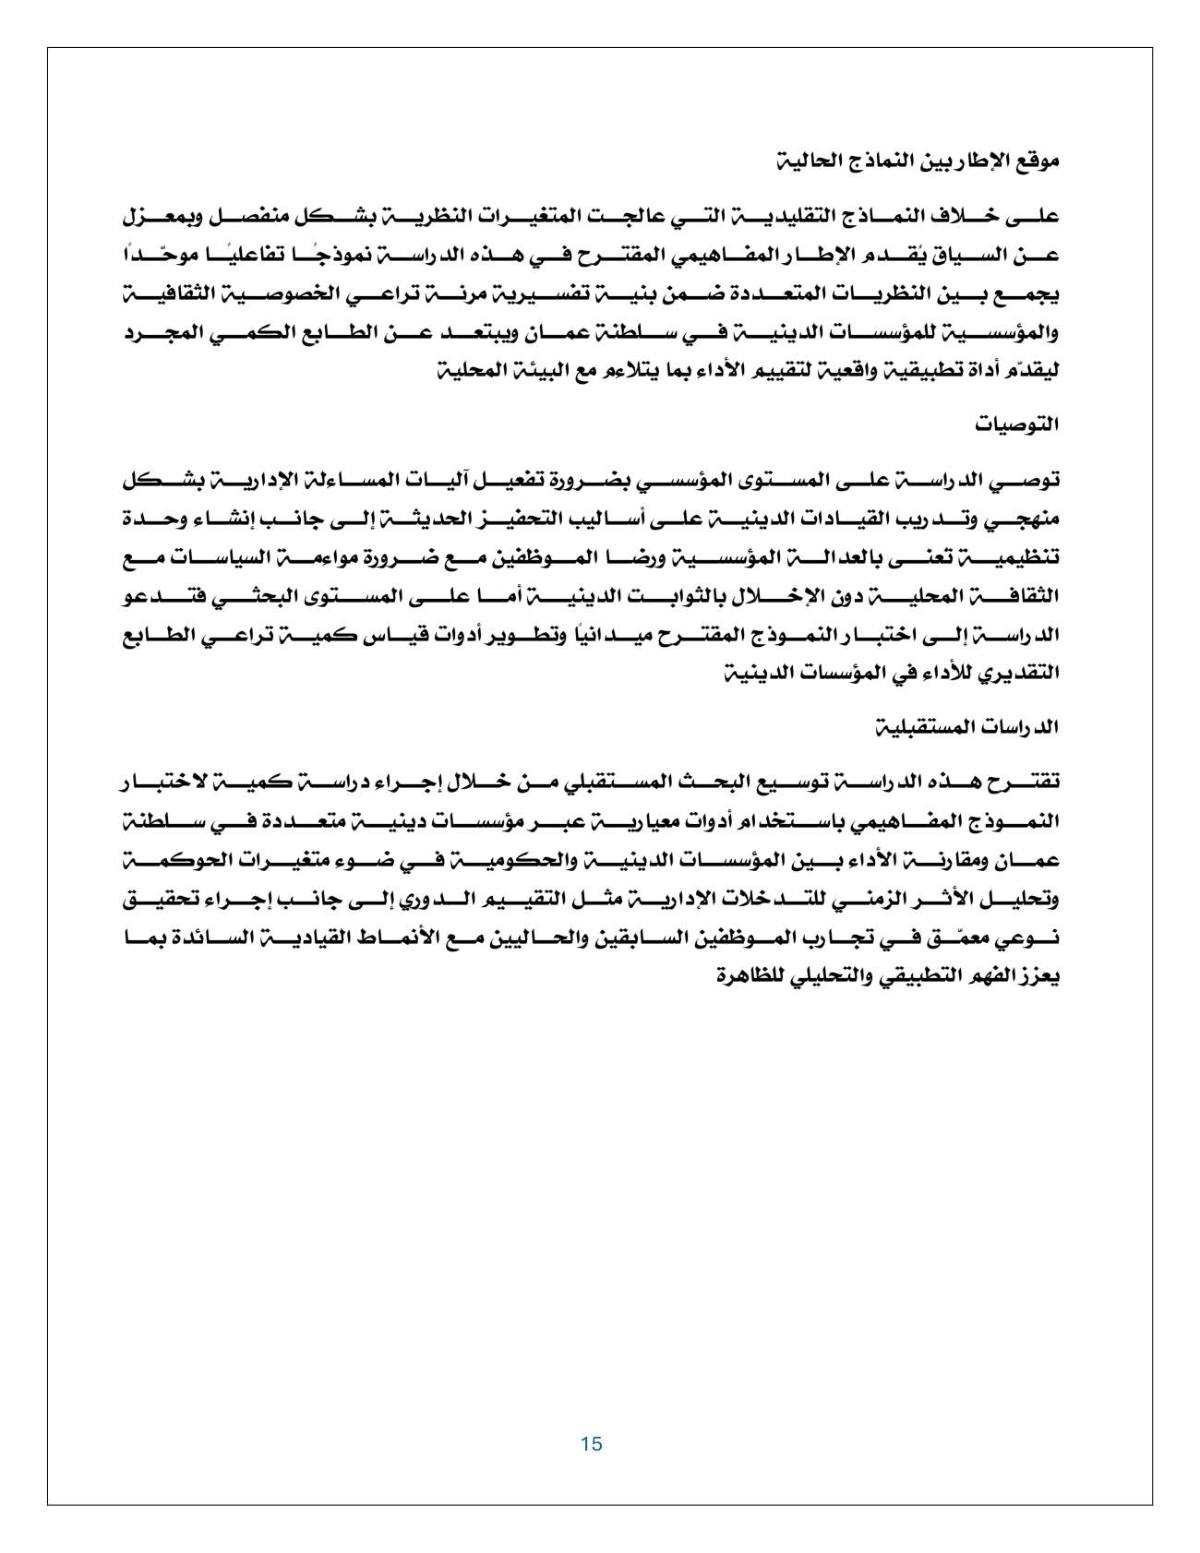 موقع الإطار بين النماذج الحالية
على خلاف النماذج التقليدية التي عالجت المتغيرات النظرية بشكل منفصل وبمعزل
عن السياق يُقدم الإطار المفاهيمي المقترح في هذه الدراسة نموذجًا تفاعليًا موحّدًا
يجمع بين النظريات المتعددة ضمن بنية تفسيرية مرنة تراعي الخصوصية الثقافية
والمؤسسية للمؤسسات الدينية في سلطنة عمان ويبتعد عن الطابع الكمي المجرد
ليقدّم أداة تطبيقية واقعية لتقييم الأداء بما يتلاءم مع البيئة المحلية
التوصيات
توصي الدراسة على المستوى المؤسسي بضرورة تفعيل آليات المساءلة الإدارية بشكل
منهجي وتدريب القيادات الدينية على أساليب التحفيز الحديثة إلى جانب إنشاء وحدة
تنظيمية تعنى بالعدالة المؤسسية ورضا الموظفين مع ضرورة مواءمة السياسات مع
الثقافة المحلية دون الإخلال بالثوابت الدينية أما على المستوى البحثي فتدعو
الدراسة إلى اختبار النموذج المقترح ميدانيًا وتطوير أدوات قياس كمية تراعي الطابع
التقديري للأداء في المؤسسات الدينية
الدراسات المستقبلية
تقترح هذه الدراسة توسيع البحث المستقبلي من خلال إجراء دراسة كمية لاختبار
النموذج المفاهيمي باستخدام أدوات معيارية عبر مؤسسات دينية متعددة في سلطنة
عمان ومقارنة الأداء بين المؤسسات الدينية والحكومية في ضوء متغيرات الحوكمة
وتحليل الأثر الزمني للتدخلات الإدارية مثل التقييم الدوري إلى جانب إجراء تحقيق
نوعي معمّق في تجارب الموظفين السابقين والحاليين مع الأنماط القيادية السائدة بما
يعزز الفهم التطبيقي والتحليلي للظاهرة
15